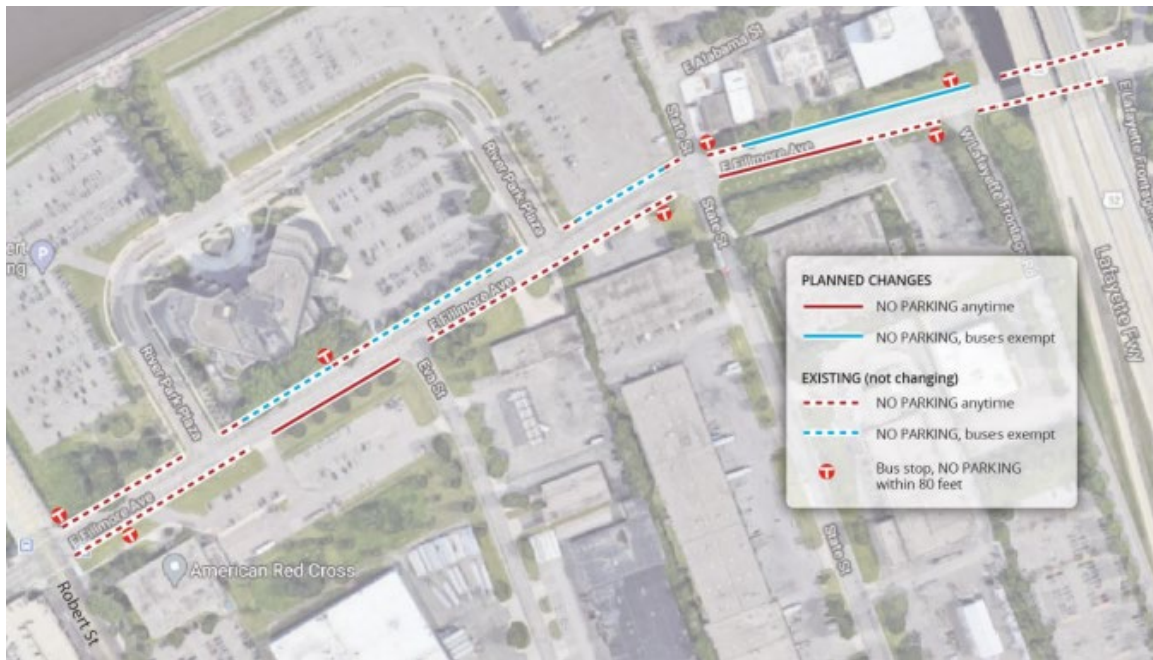 E Alabama St
State St
E Fillmore Ave
River Park Plaza
State St
W Lafayette Frontage Rd
52
Lafayette Fwy
P
E Fillmore Ave
River Park Plaza
Eva St
E Fillmore Ave
American Red Cross
Robert St
State St
PLANNED CHANGES
NO PARKING anytime
NO PARKING, buses exempt
EXISTING (not changing)
NO PARKING anytime
NO PARKING, buses exempt
T Bus stop, NO PARKING
within 80 feet